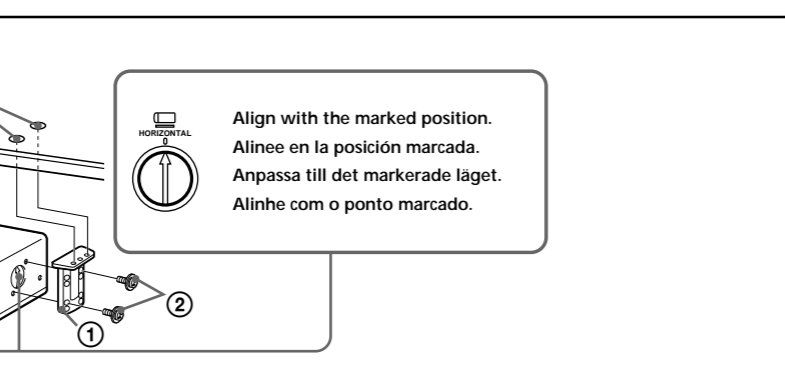 HORIZONTAL
0
Align with the marked position.
Alinee en la posición marcada.
Anpassa till det markerade läget.
Alinhe com o ponto marcado.
②
①